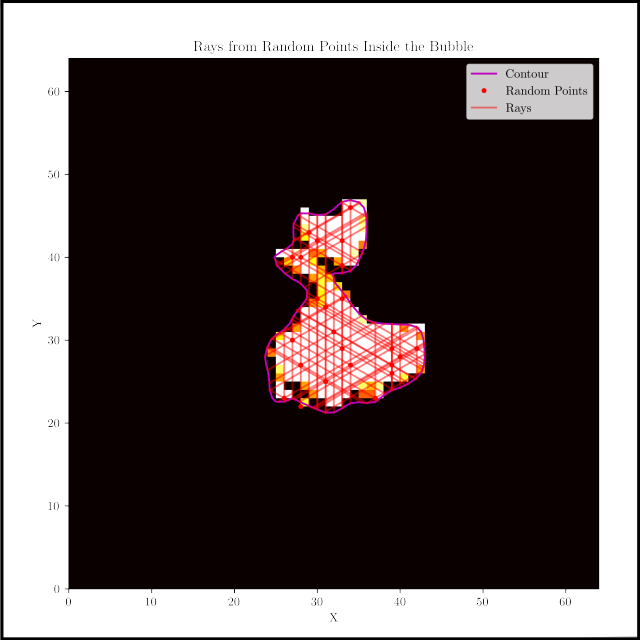 Rays from Random Points Inside the Bubble
Contour
Random Points
Rays
60
50
40
30
20
10
0
Y
0 10 20 30 40 50 60
X